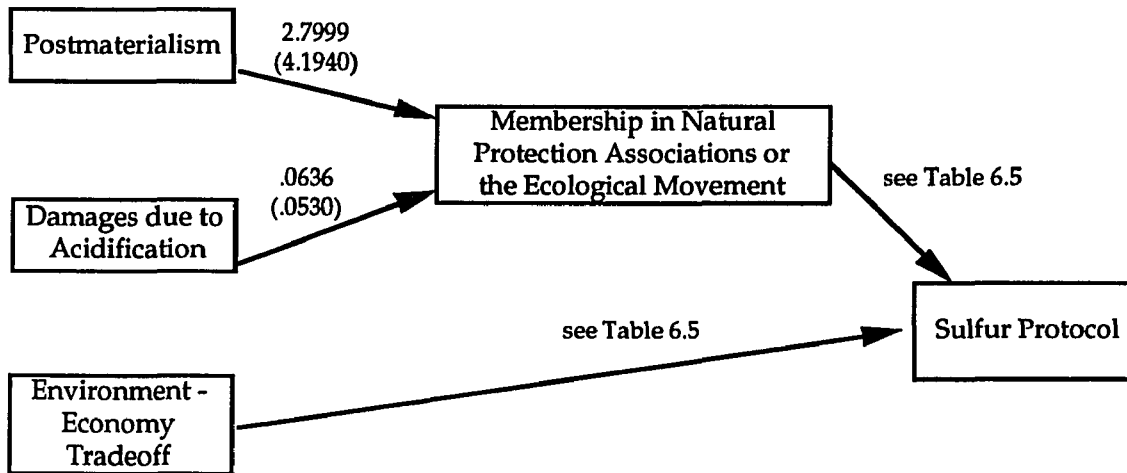 Postmaterialism
2.7999
(4.1940)
Membership in Natural
Protection Associations or
the Ecological Movement
see Table 6.5
.0636
(.0530)
Damages due to
Acidification
see Table 6.5
Sulfur Protocol
Environment -
Economy
Tradeoff